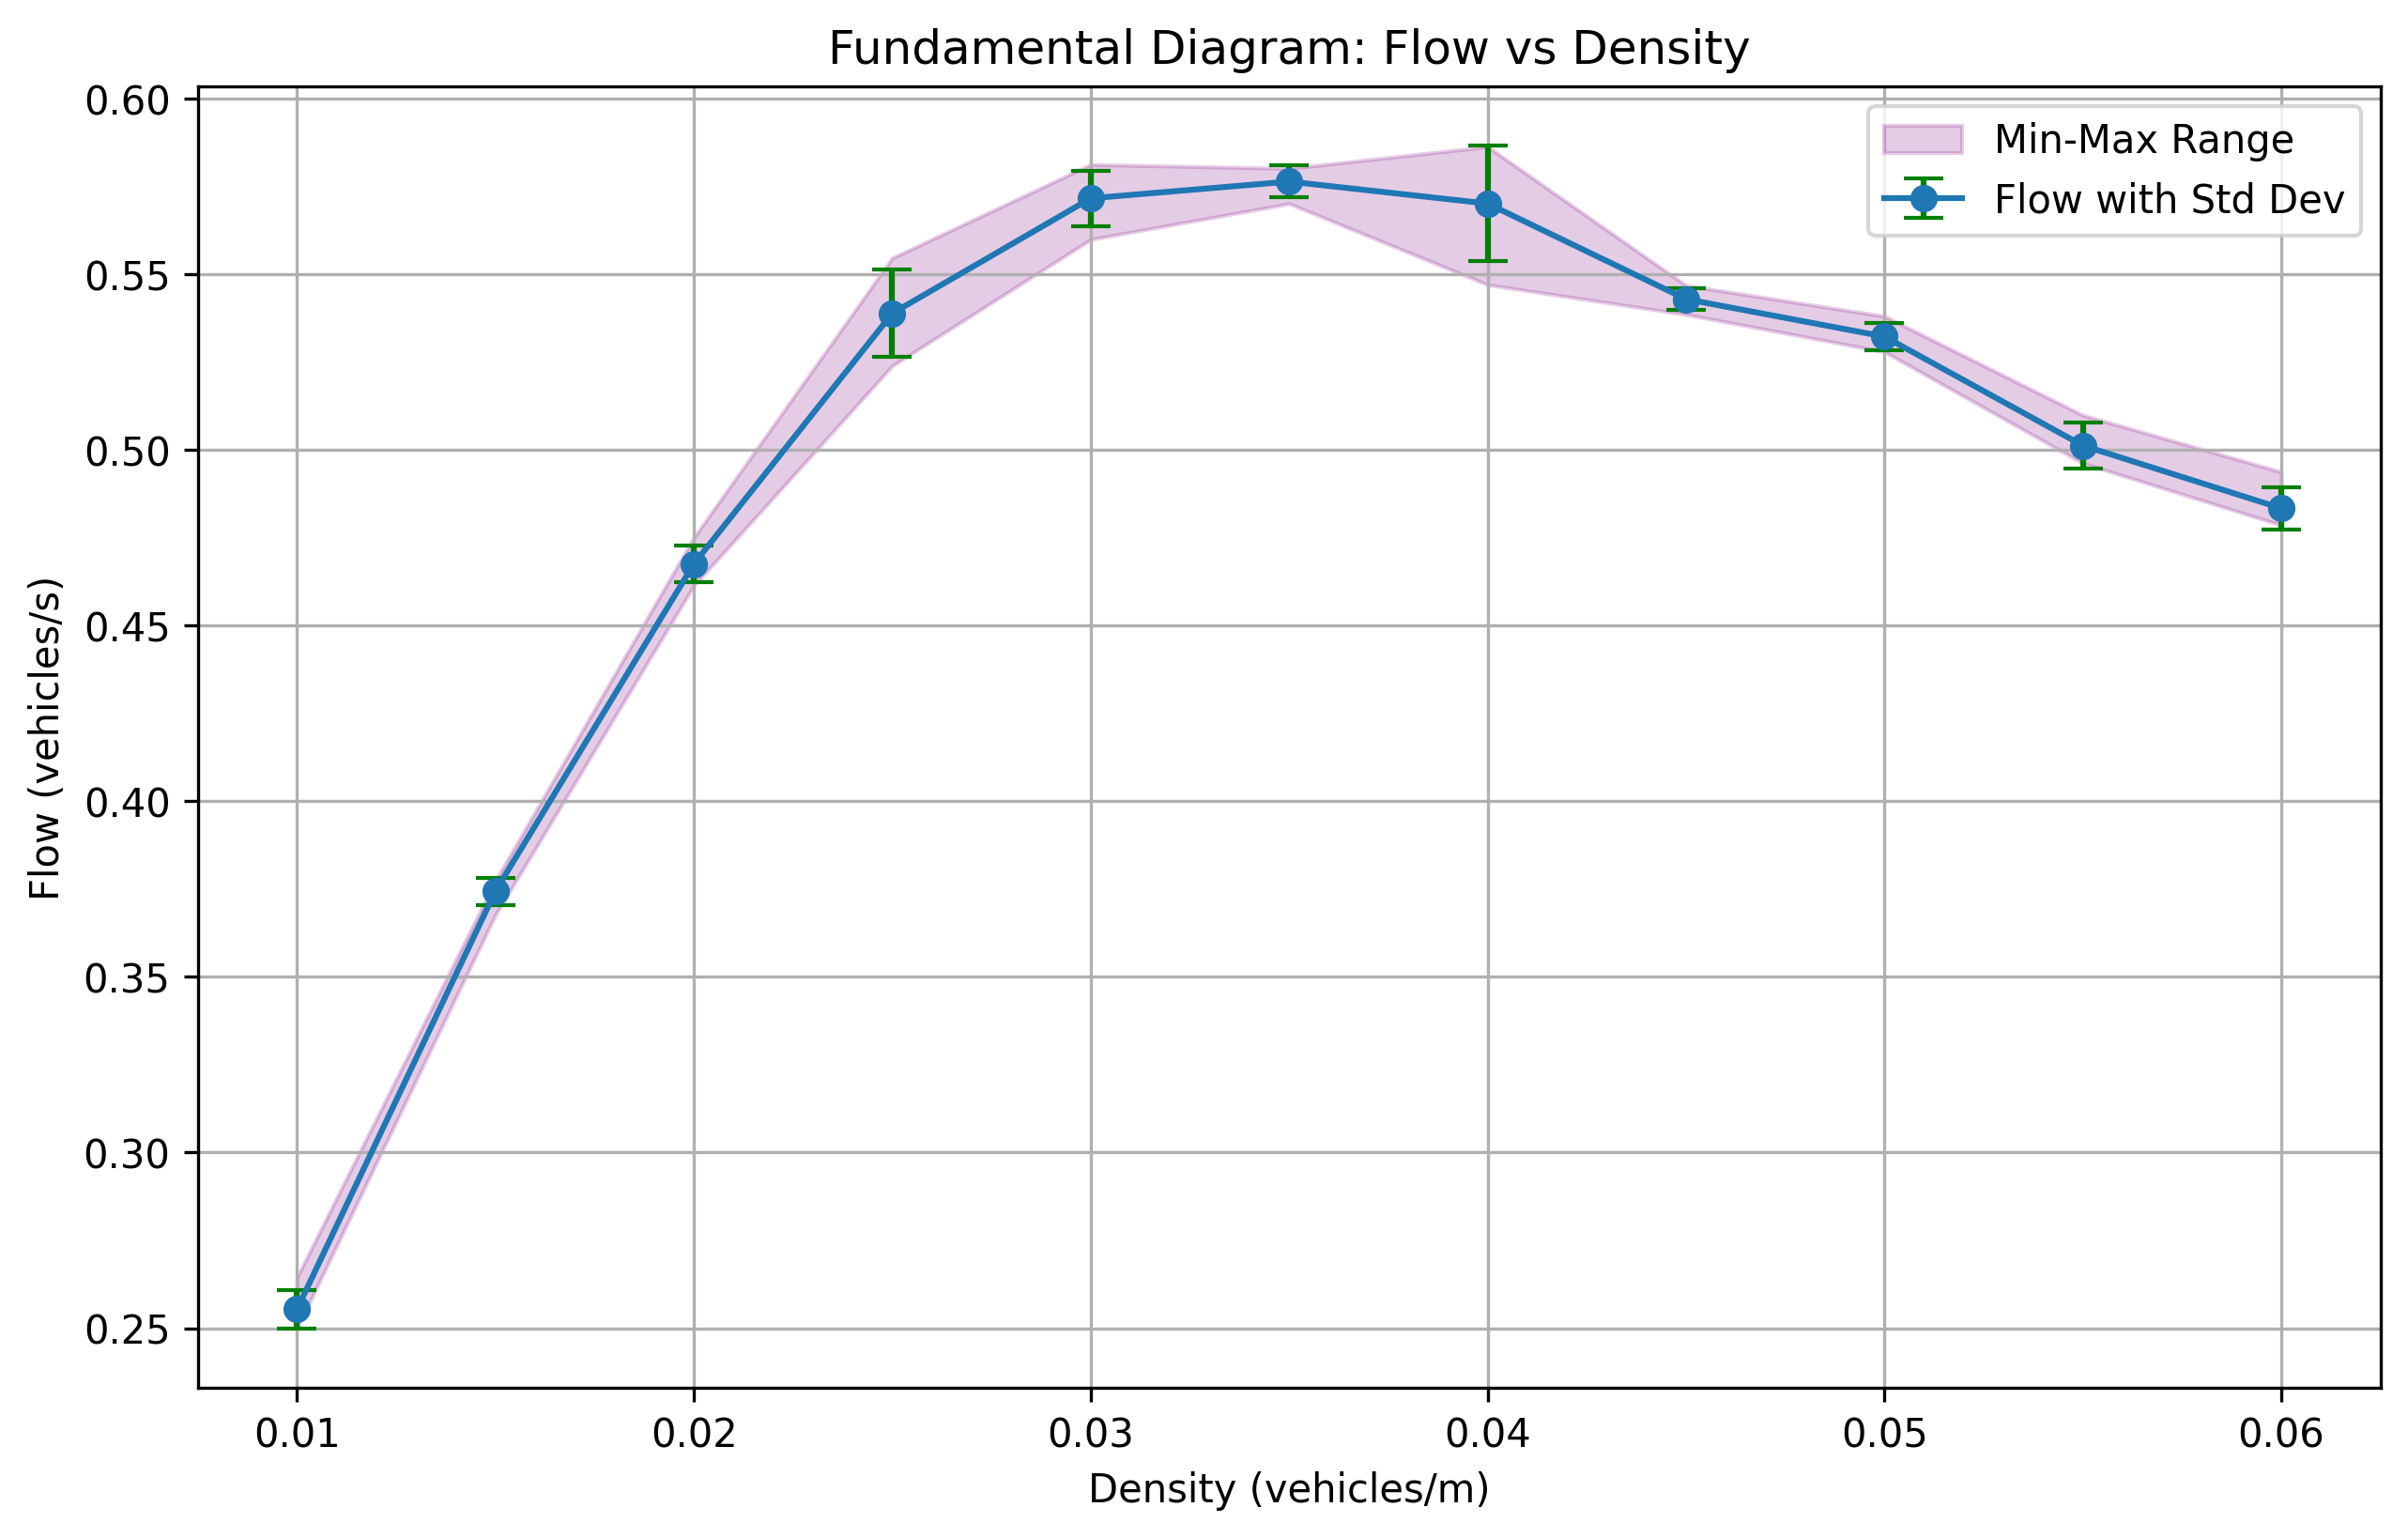 Fundamental Diagram: Flow vs Density
Min-Max Range
Flow with Std Dev
Flow (vehicles/s)
0.60
0.55
0.50
0.45
0.40
0.35
0.30
0.25
0.01 0.02 0.03 0.04 0.05 0.06
Density (vehicles/m)